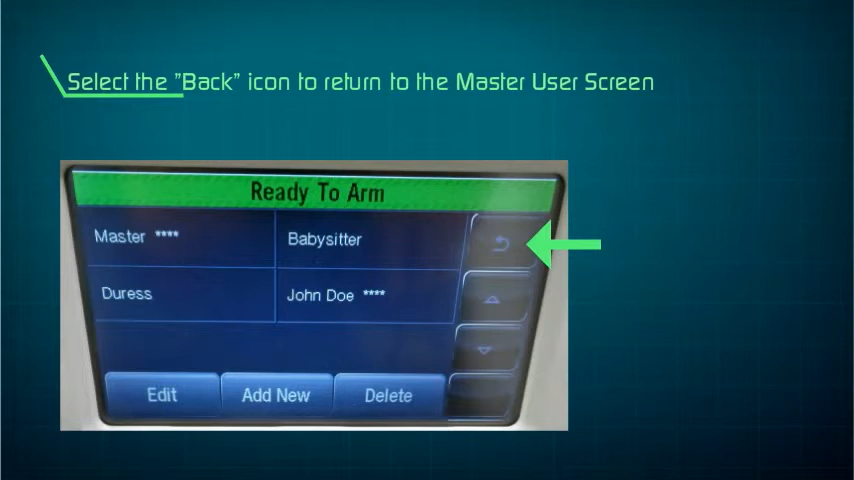 Select the "Back" icon to return to the Master User Screen
Ready To Arm
Master ****
Babysitter
Duress
John Doe ****
Edit
Add New
Delete